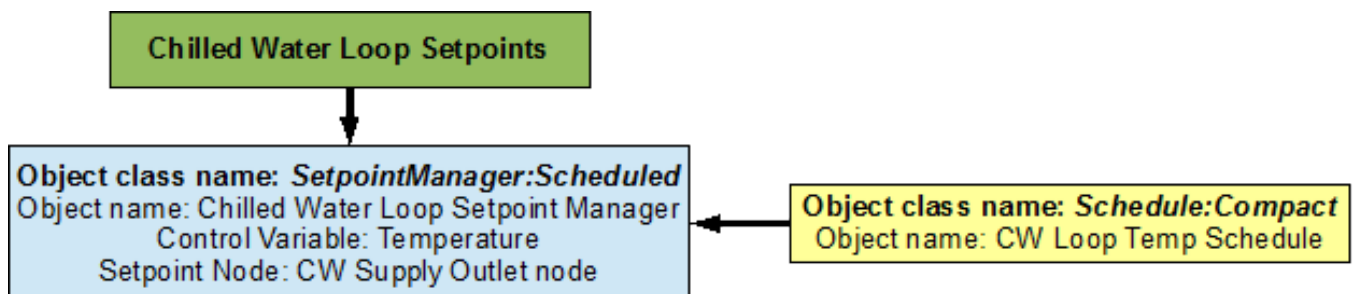 Chilled Water Loop Setpoints
Object class name: SetpointManager:Scheduled
Object name: Chilled Water Loop Setpoint Manager
Control Variable: Temperature
Setpoint Node: CW Supply Outlet node
Object class name: Schedule:Compact
Object name: CW Loop Temp Schedule